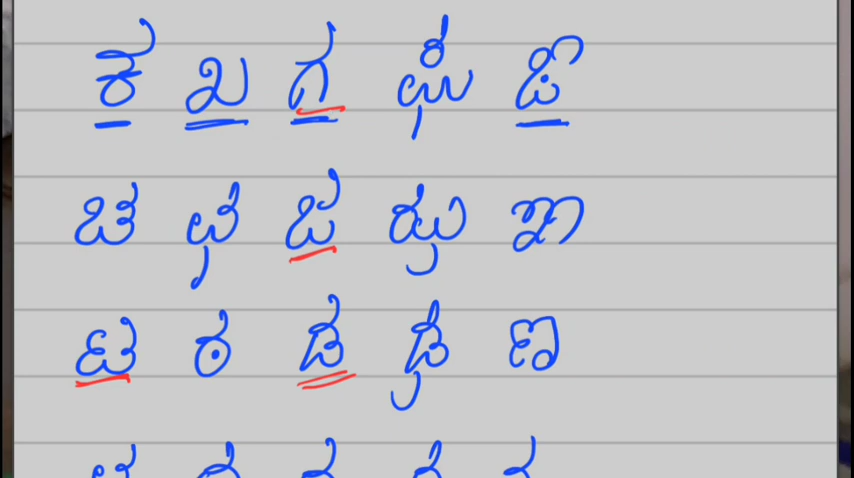 ಕ ಖ ಗ ಘ ಙ
ಚ ಛ ಜ ಝ ಞ
ಟ ಠ ಡ ಢ ಣ